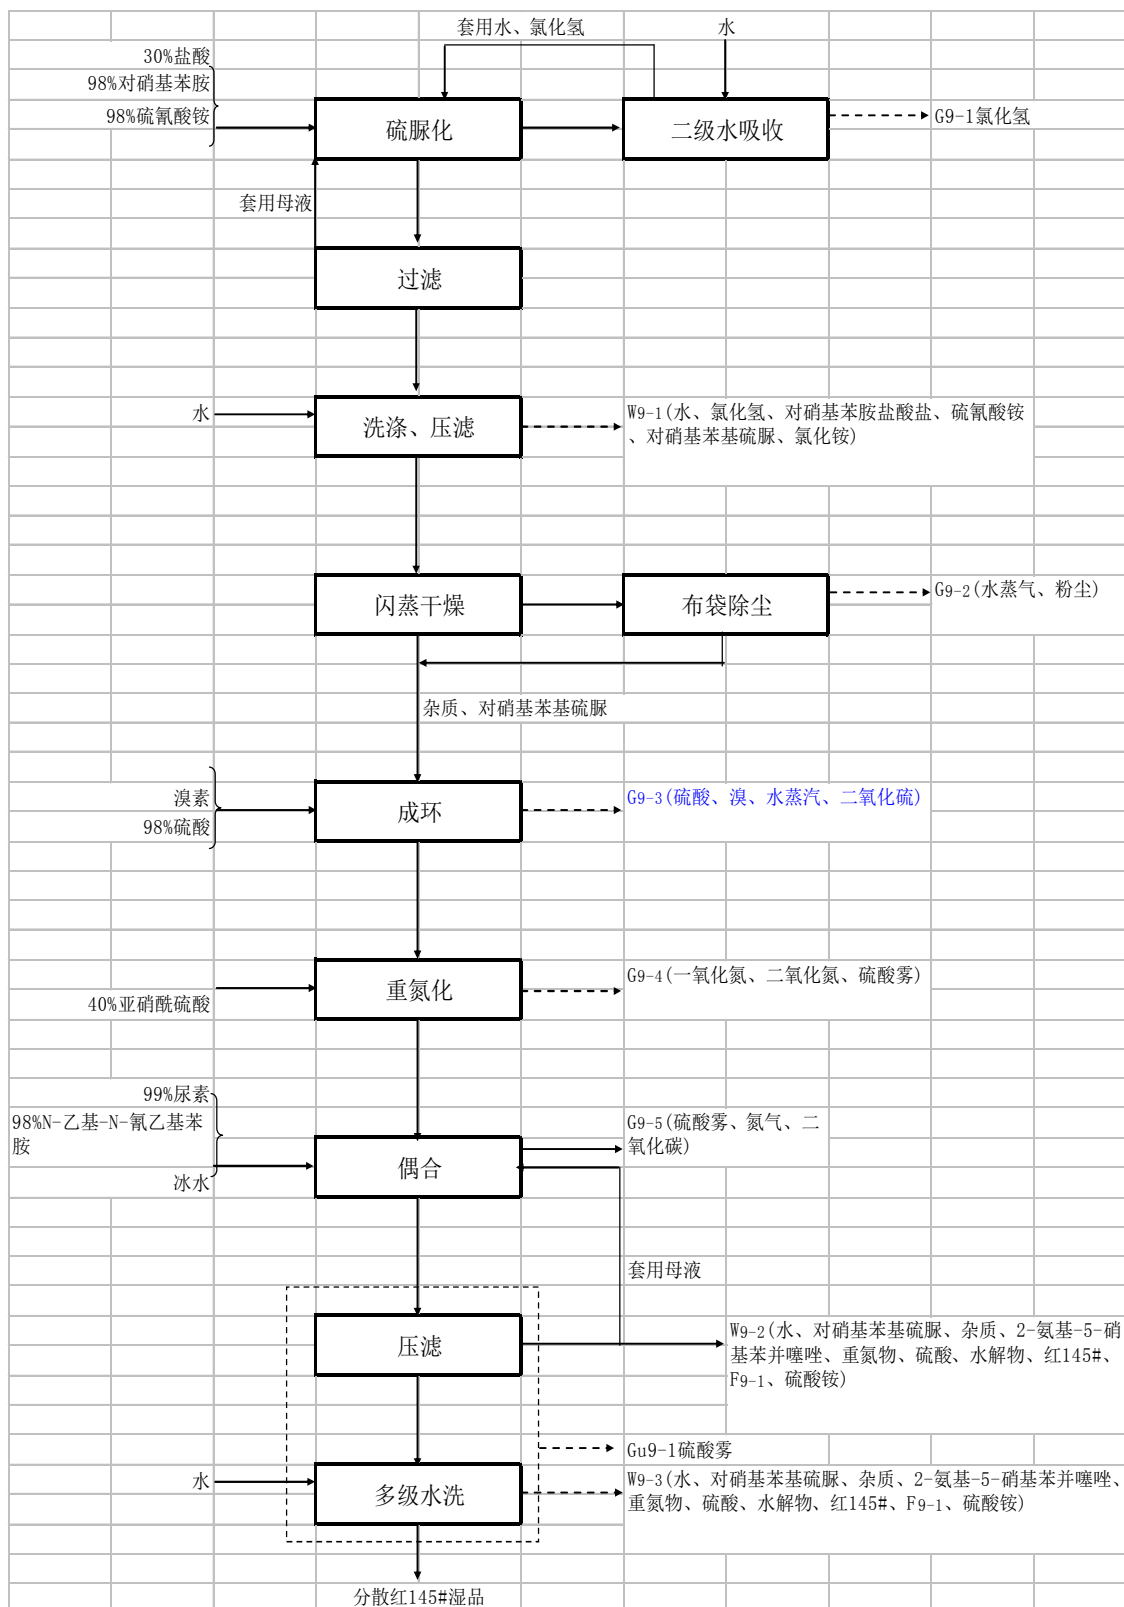 套用水、氯化氢
水
30%盐酸
98%对硝基苯胺
98%硫氰酸铵
硫脲化
二级水吸收
G9-1氯化氢
套用母液
过滤
水
洗涤、压滤
W9-1(水、氯化氢、对硝基苯胺盐酸盐、硫氰酸铵
、对硝基苯基硫脲、氯化铵)
闪蒸干燥
布袋除尘
G9-2(水蒸气、粉尘)
杂质、对硝基苯基硫脲
溴素
98%硫酸
成环
G9-3(硫酸、溴、水蒸汽、二氧化硫)
40%亚硝酰硫酸
重氮化
G9-4(一氧化氮、二氧化氮、硫酸雾)
99%尿素
98%N-乙基-N-氰乙基苯
胺
冰水
偶合
G9-5(硫酸雾、氮气、二
氧化碳)
套用母液
压滤
W9-2(水、对硝基苯基硫脲、杂质、2-氨基-5-硝
基苯并噻唑、重氮物、硫酸、水解物、红145#、
F9-1、硫酸铵)
Gu9-1硫酸雾
水
多级水洗
W9-3(水、对硝基苯基硫脲、杂质、2-氨基-5-硝基苯并噻唑、
重氮物、硫酸、水解物、红145#、F9-1、硫酸铵)
分散红145#湿品